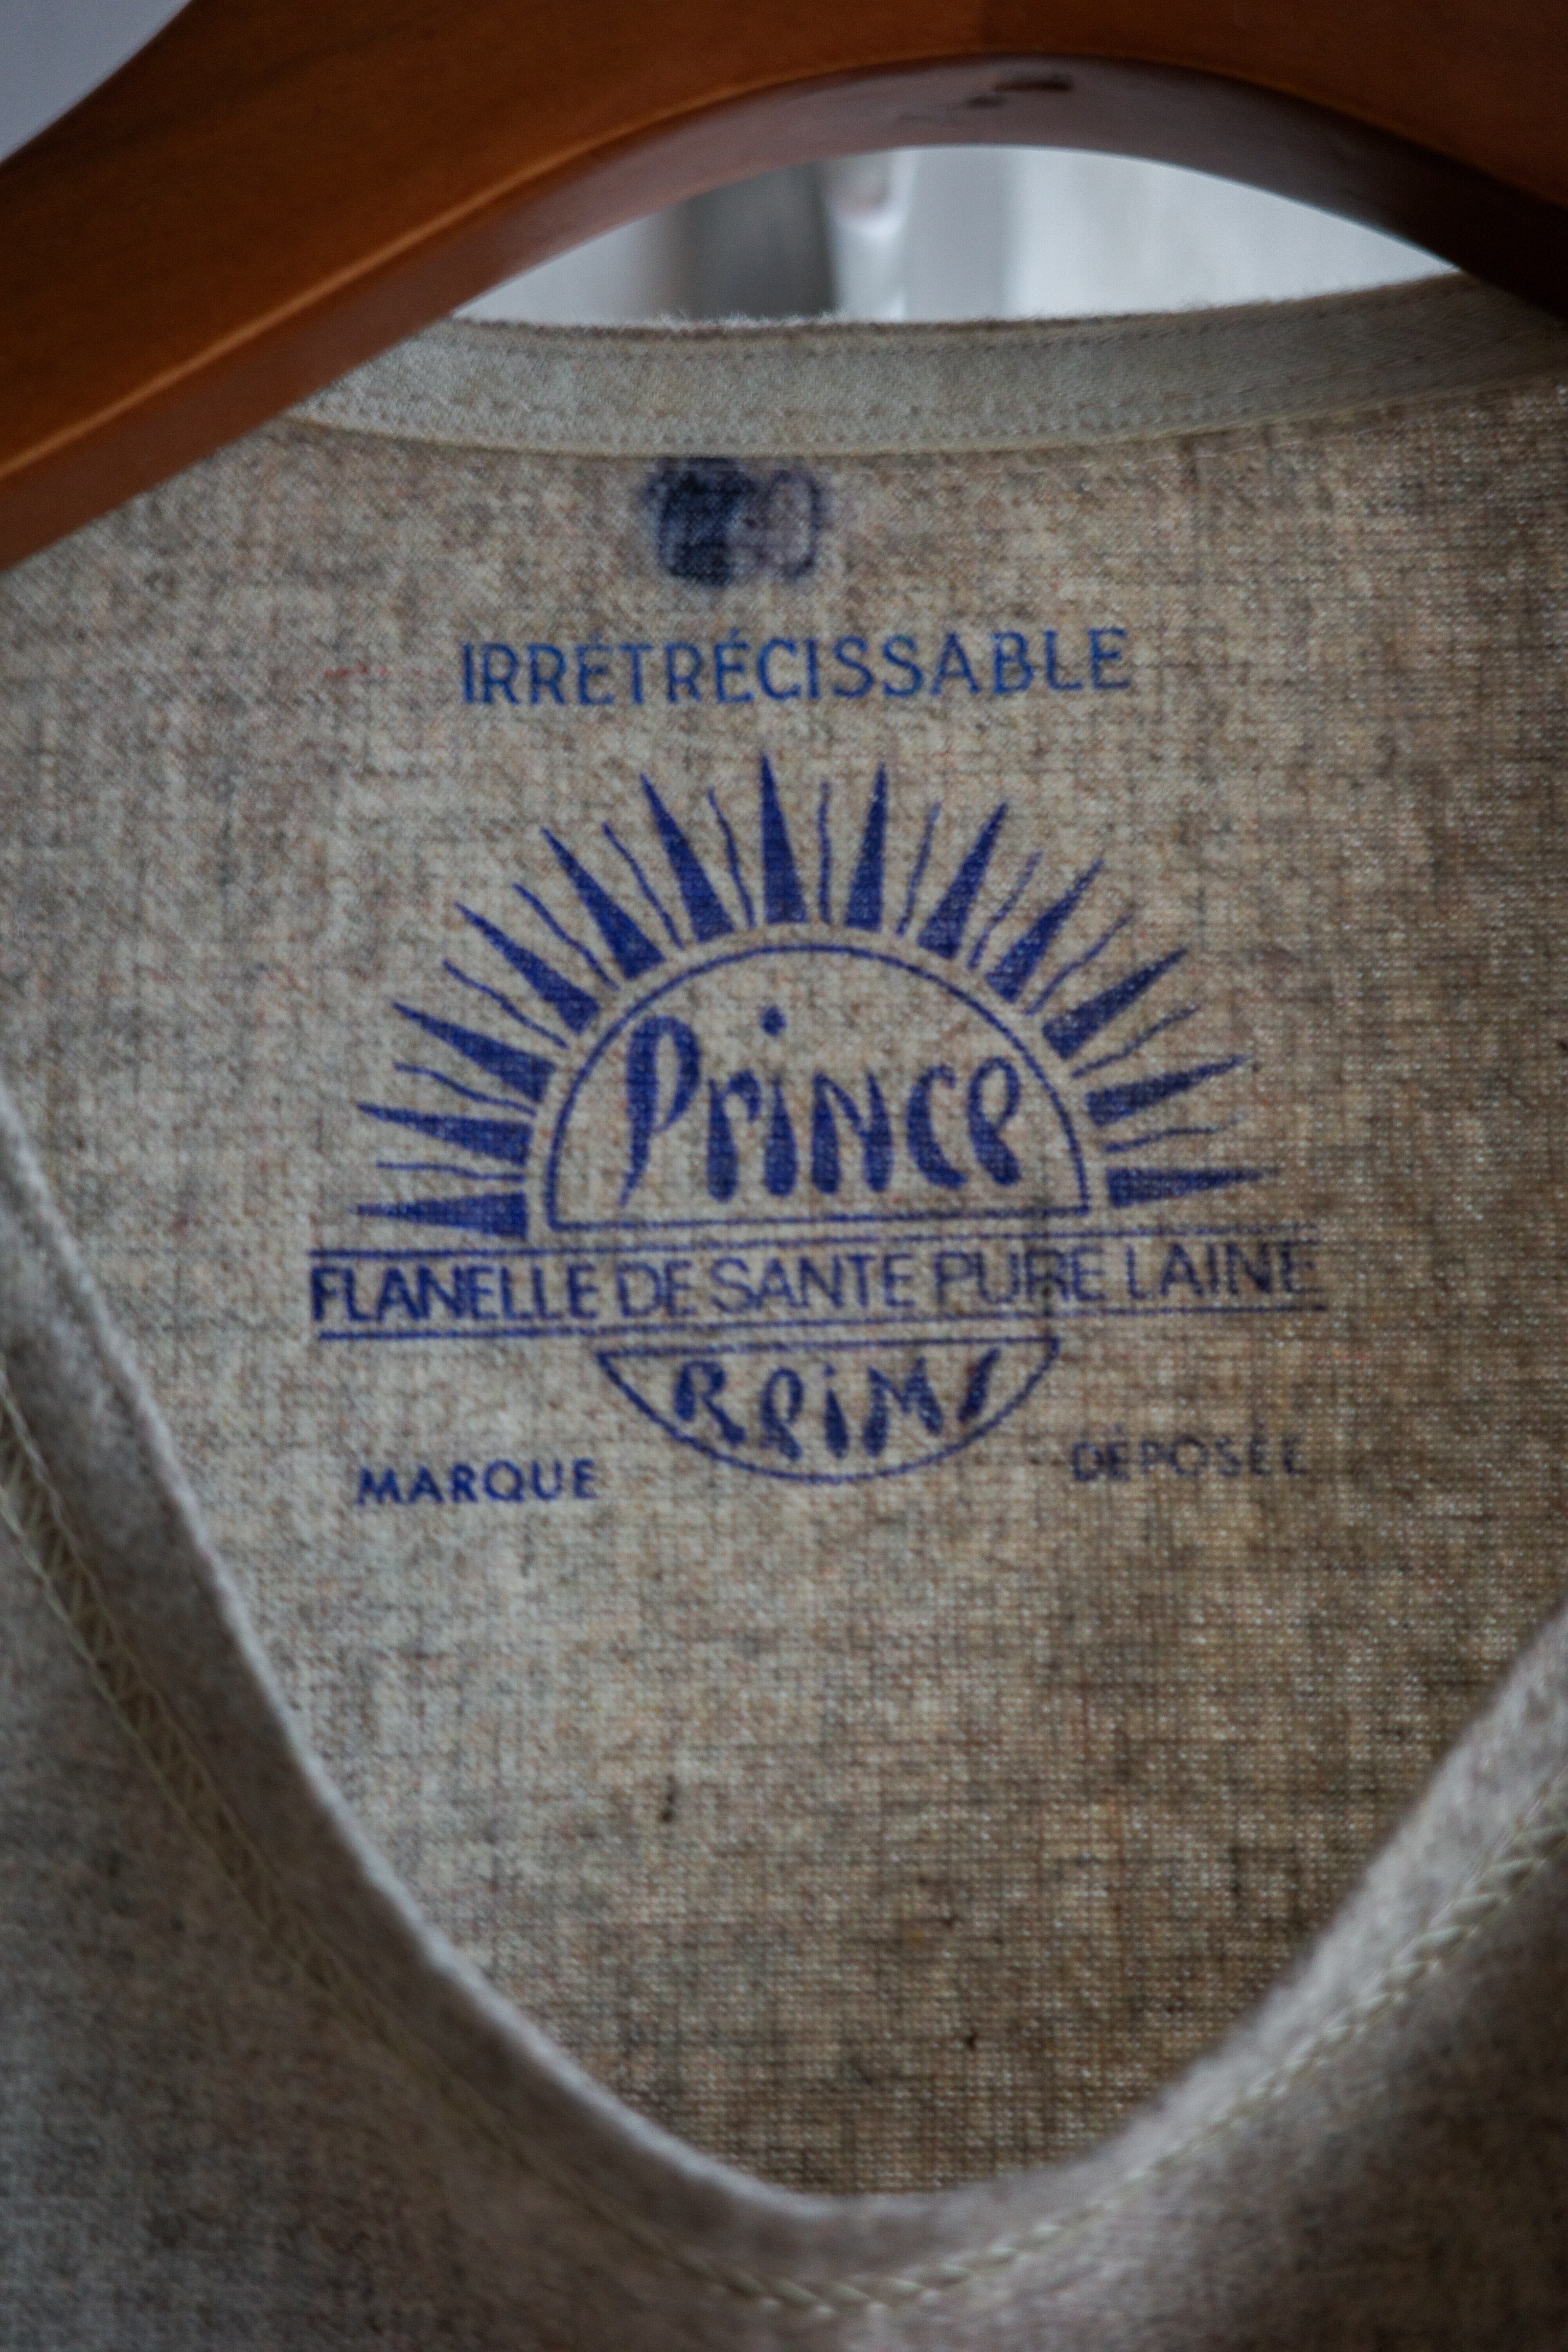 IRRÉTRÉCISSABLE
Prince
FLANELLE DE SANTE PURE LAINE
Reims
MARQUE DÉPOSÉE